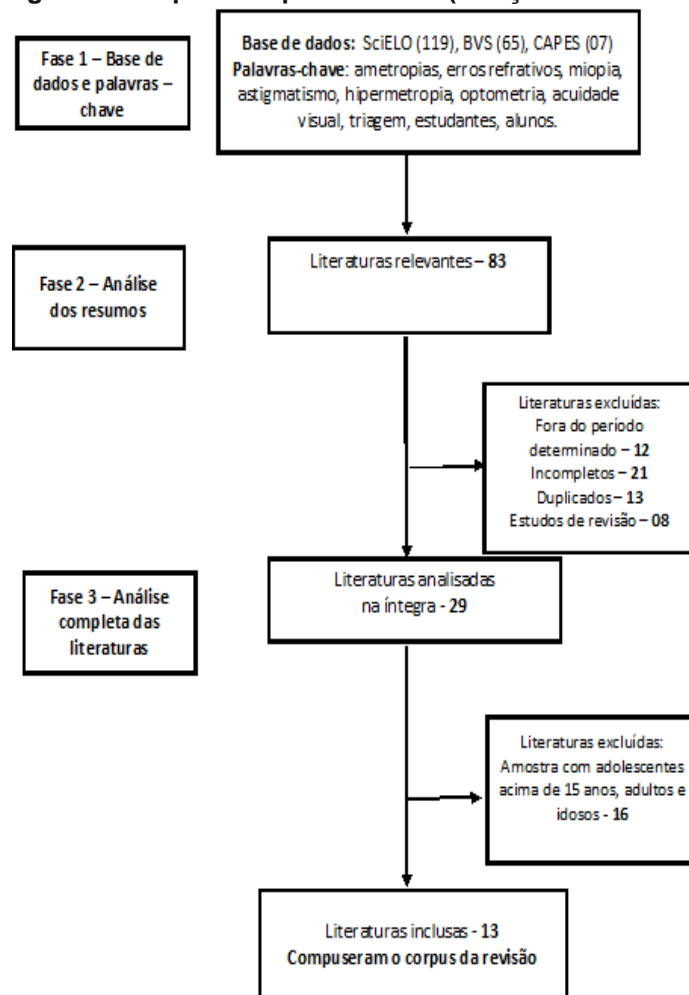 Fase 1 – Base de
dados e palavras –
chave
Base de dados: SciELO (119), BVS (65), CAPES (07)
Palavras-chave: ametropias, erros refrativos, miopia,
astigmatismo, hipermetropia, optometria, acuidade
visual, triagem, estudantes, alunos.
Fase 2 – Análise
dos resumos
Literaturas relevantes – 83
Literaturas excluídas:
Fora do período
determinado – 12
Incompletos – 21
Duplicados – 13
Estudos de revisão – 08
Fase 3 – Análise
completa das
literaturas
Literaturas analisadas
na íntegra - 29
Literaturas excluídas:
Amostra com adolescentes
acima de 15 anos, adultos e
idosos - 16
Literaturas inclusas - 13
Compuseram o corpus da revisão